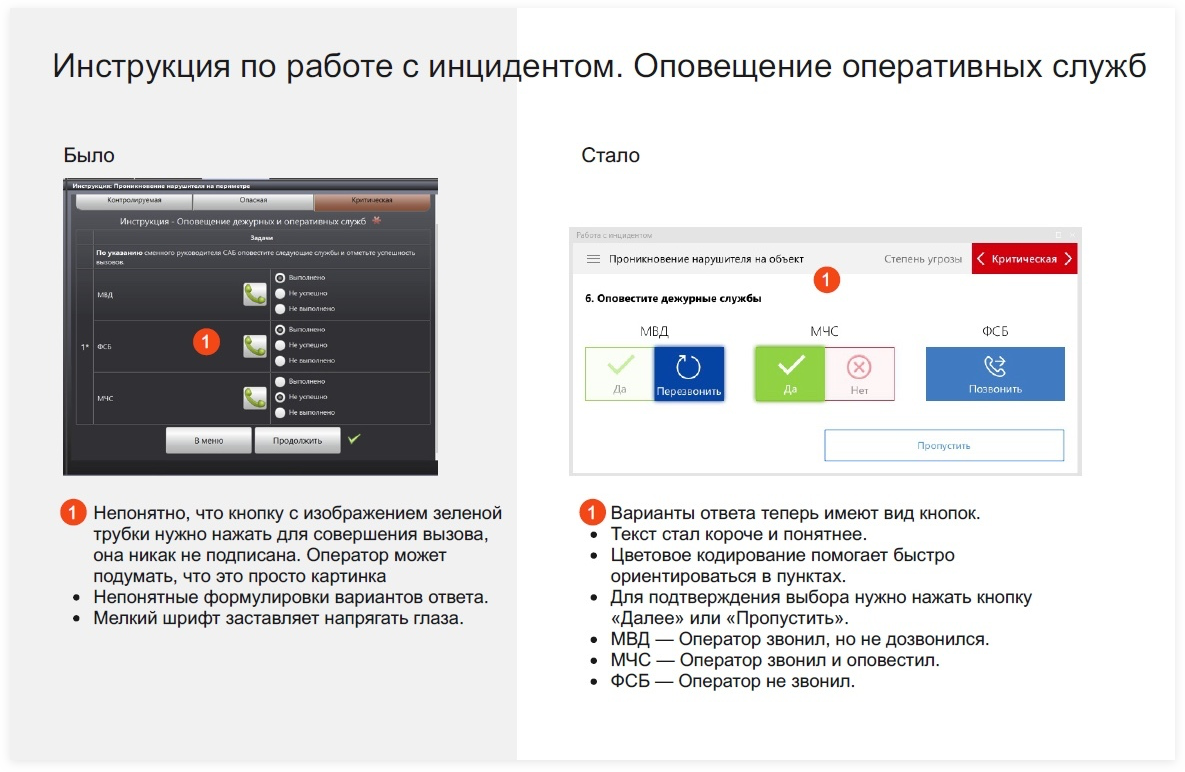 Инструкция по работе с инцидентом. Оповещение оперативных служб
Было
Инструкция: Проникновение нарушителя на периметре
Контролируемая
Опасная
Критическая
Инструкция - Оповещение дежурных и оперативных служб
Задачи
По указанию сменного руководителя САБ оповестите следующие службы и отметьте успешность
вызовов.
1*
МВД
Выполнено
Не успешно
Не выполнено
ФСБ
1
Выполнено
Не успешно
Не выполнено
МЧС
Выполнено
Не успешно
Не выполнено
В меню
Продолжить
1 Непонятно, что кнопку с изображением зеленой
трубки нужно нажать для совершения вызова,
она никак не подписана. Оператор может
подумать, что это просто картинка
• Непонятные формулировки вариантов ответа.
• Мелкий шрифт заставляет напрягать глаза.
Стало
Работа с инцидентом
Проникновение нарушителя на объект
Степень угрозы
Критическая
1
6. Оповестите дежурные службы
МВД
МЧС
ФСБ
Да
Перезвонить
Да
Нет
Позвонить
Пропустить
1 Варианты ответа теперь имеют вид кнопок.
• Текст стал короче и понятнее.
• Цветовое кодирование помогает быстро
ориентироваться в пунктах.
• Для подтверждения выбора нужно нажать кнопку
«Далее» или «Пропустить».
• МВД — Оператор звонил, но не дозвонился.
• МЧС — Оператор звонил и оповестил.
• ФСБ — Оператор не звонил.